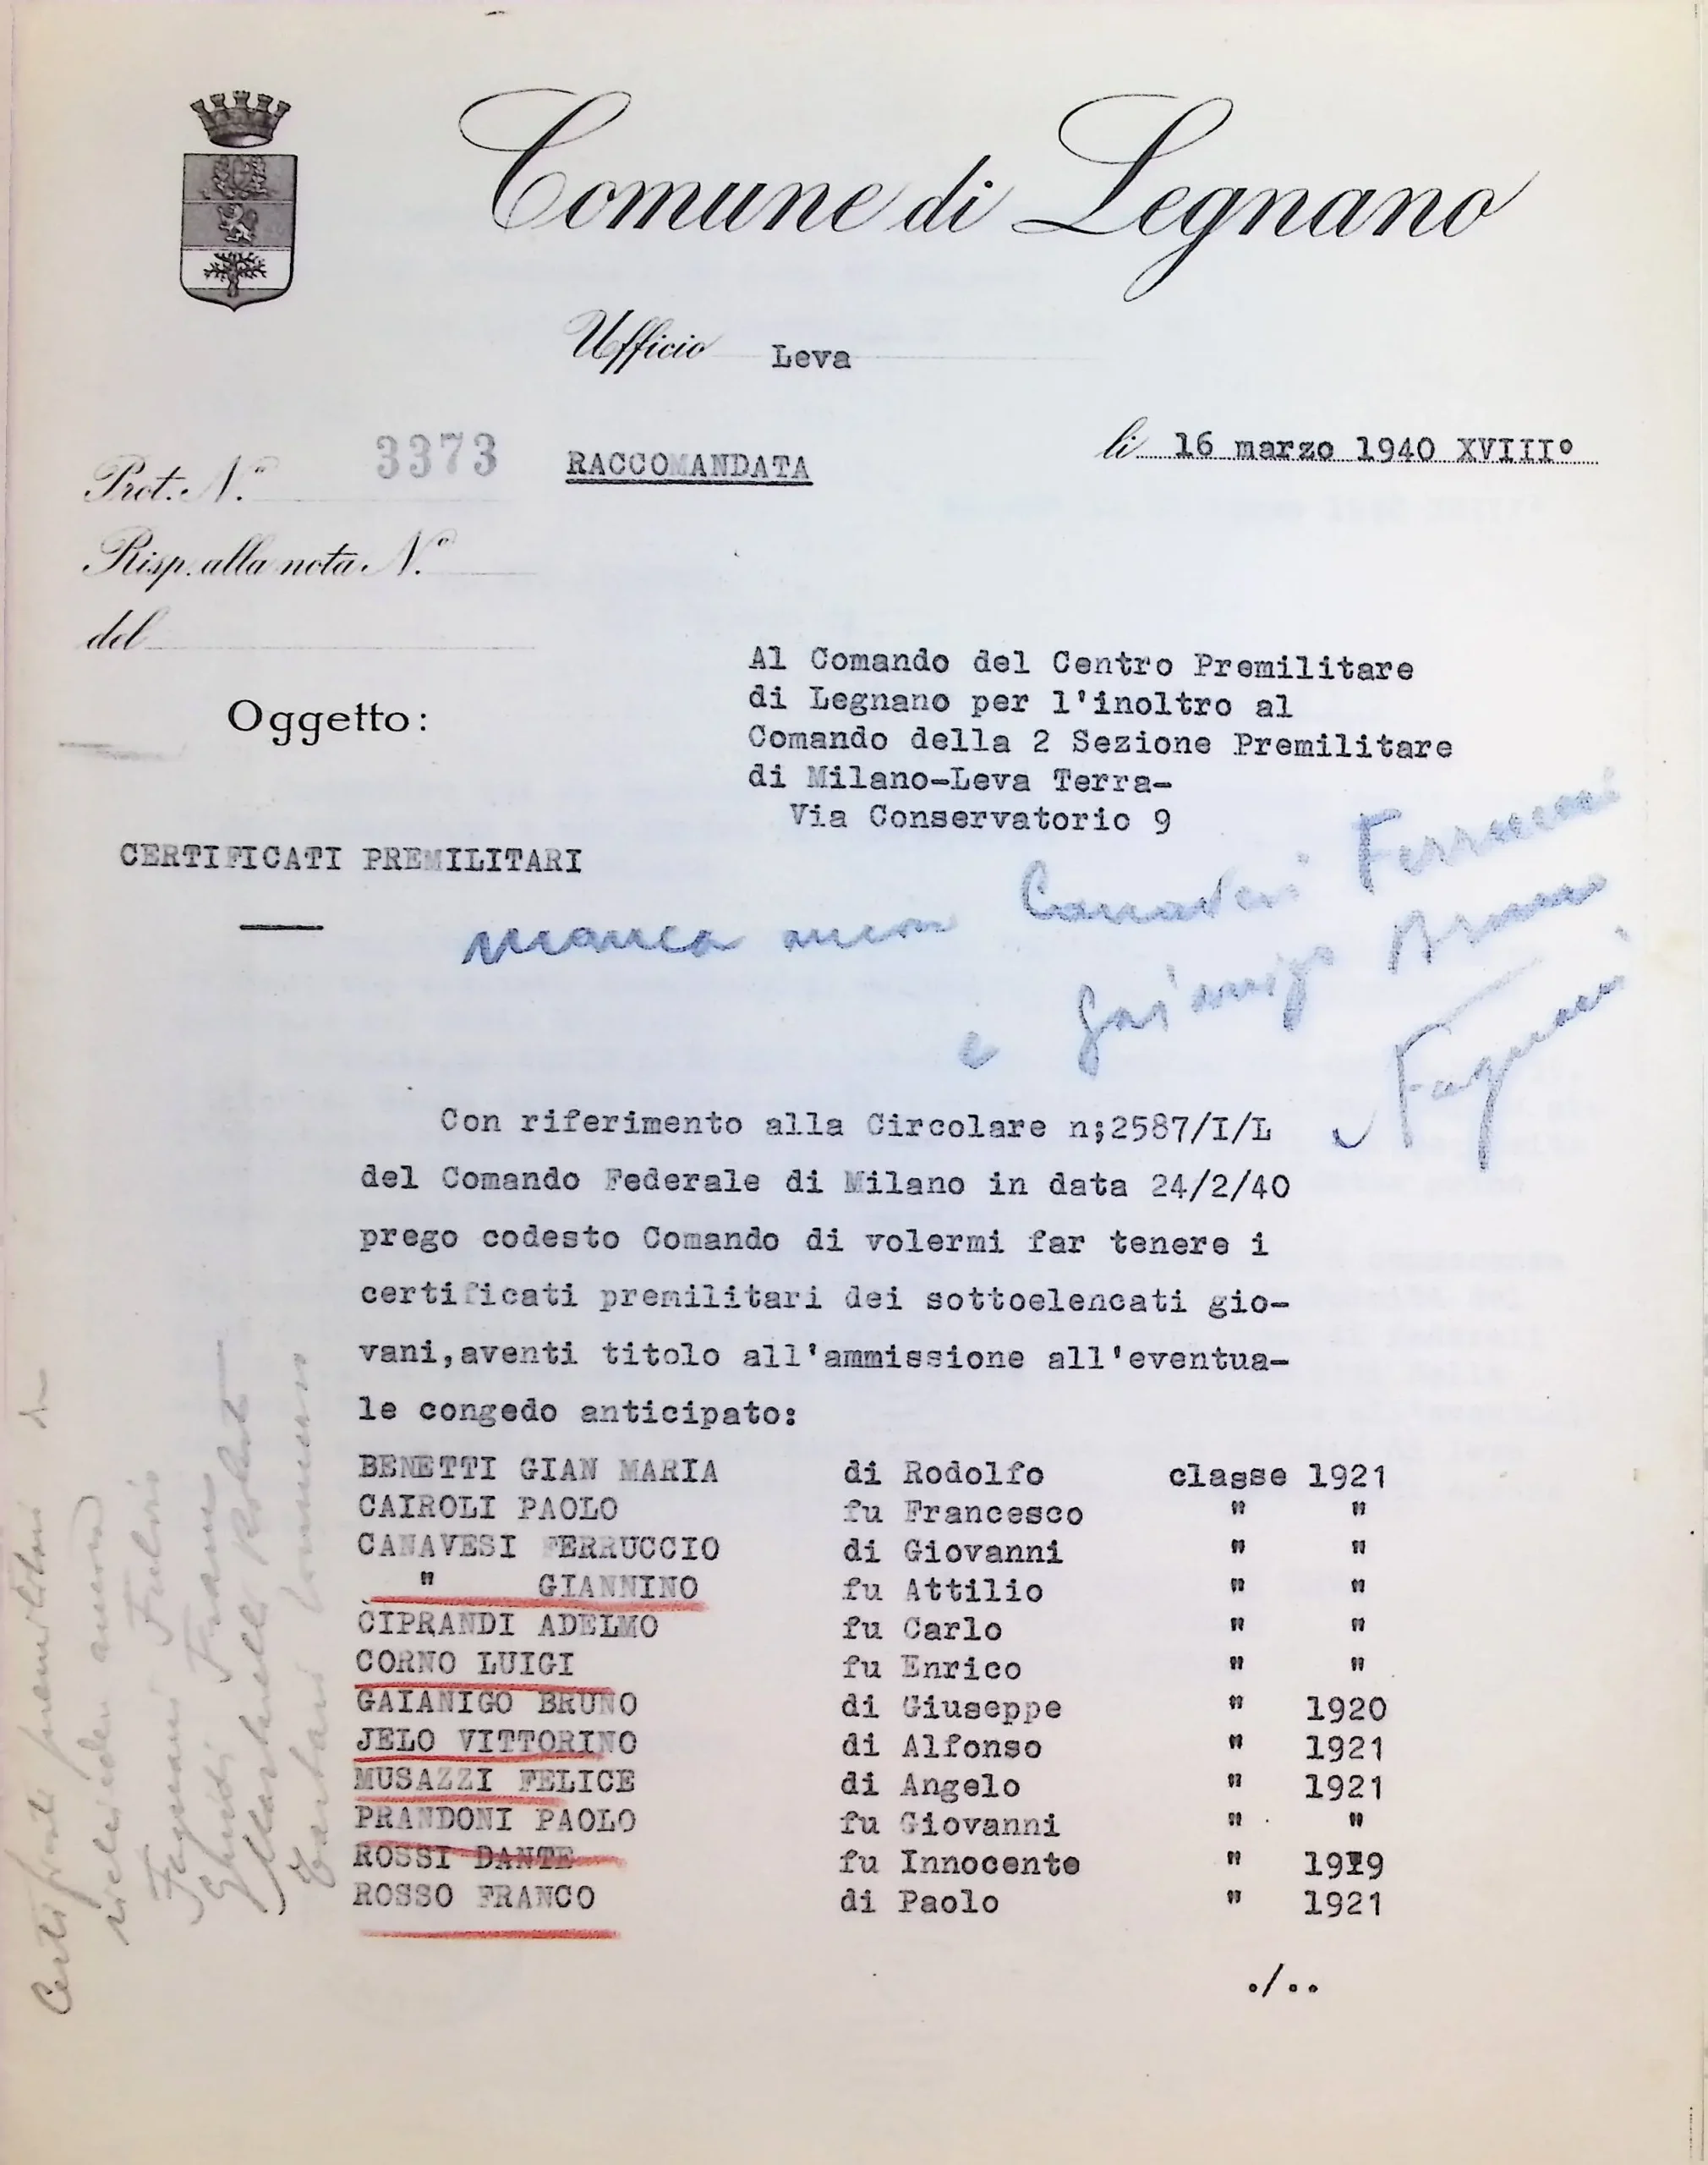 Comune di Legnano
Ufficio Leva
Prot. N.° 3373
RACCOMANDATA
li 16 marzo 1940 XVIII°
Risp. alla nota N.°
del
Oggetto:
CERTIFICATI PREMILITARI
Al Comando del Centro Premilitare
di Legnano per l'inoltro al
Comando della 2 Sezione Premilitare
di Milano-Leva Terra-
Via Conservatorio 9
manca Canavesi
e
Con riferimento alla Circolare n;2587/I/L
del Comando Federale di Milano in data 24/2/40
prego codesto Comando di volermi far tenere i
certificati premilitari dei sottoelencati gio-
vani,aventi titolo all'ammissione all'eventua-
le congedo anticipato:
BENETTI GIAN MARIA di Rodolfo classe 1921
CAIROLI PAOLO fu Francesco " "
CANAVESI FERRUCCIO di Giovanni " "
" GIANNINO fu Attilio " "
CIPRANDI ADELMO fu Carlo " "
CORNO LUIGI fu Enrico " "
GAIANIGO BRUNO di Giuseppe " 1920
JELO VITTORINO di Alfonso " 1921
MUSAZZI FELICE di Angelo " 1921
PRANDONI PAOLO fu Giovanni " "
ROSSI DANTE fu Innocente " 1919
ROSSO FRANCO di Paolo " 1921
./..
Certificati premilitari da
richiedere ancora